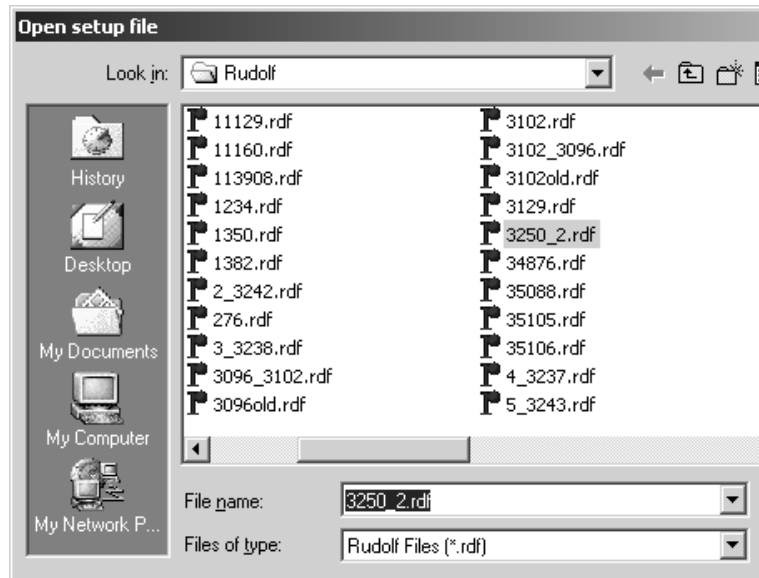 Open setup file
Look in: Rudolf
History
Desktop
My Documents
My Computer
My Network P...
11129.rdf
11160.rdf
113908.rdf
1234.rdf
1350.rdf
1382.rdf
2_3242.rdf
276.rdf
3_3238.rdf
3096_3102.rdf
3096old.rdf
3102.rdf
3102_3096.rdf
3102old.rdf
3129.rdf
3250_2.rdf
34876.rdf
35088.rdf
35105.rdf
35106.rdf
4_3237.rdf
5_3243.rdf
File name: 3250_2.rdf
Files of type: Rudolf Files (*.rdf)